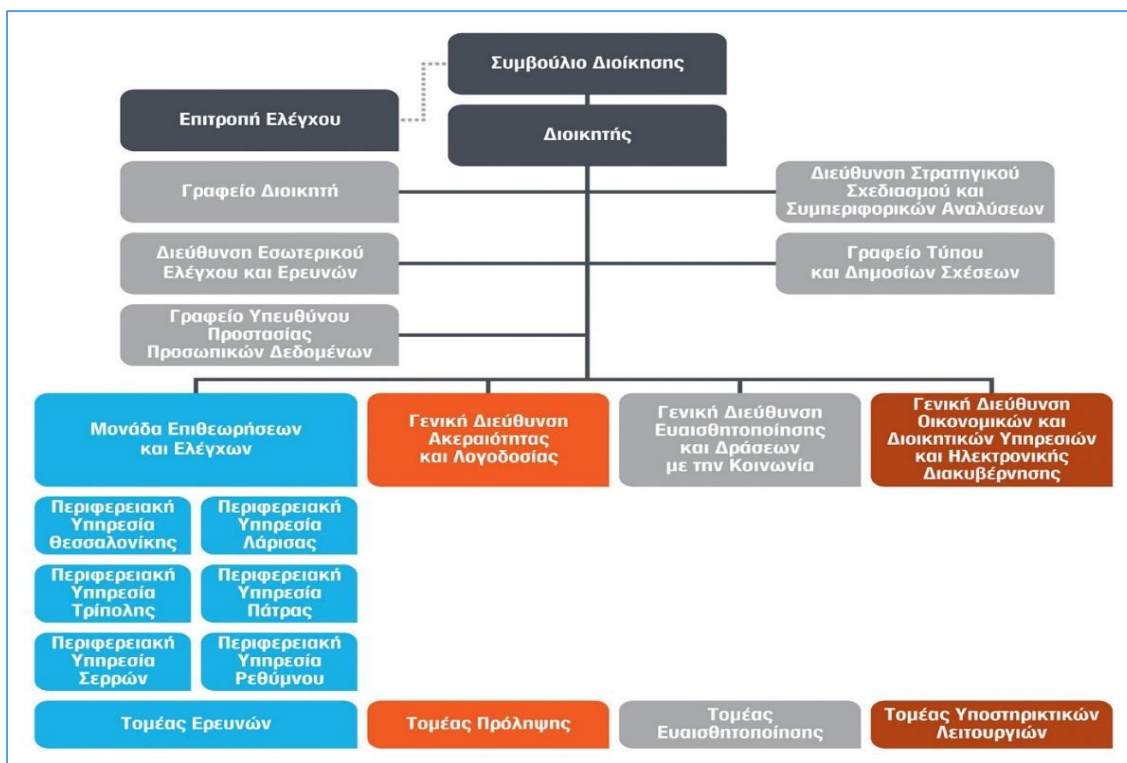 Συμβούλιο Διοίκησης
Επιτροπή Ελέγχου
Διοικητής
Γραφείο Διοικητή
Διεύθυνση Στρατηγικού
Σχεδιασμού και
Συμπεριφορικών Αναλύσεων
Διεύθυνση Εσωτερικού
Ελέγχου και Ερευνών
Γραφείο Τύπου
και Δημοσίων Σχέσεων
Γραφείο Υπευθύνου
Προστασίας
Προσωπικών Δεδομένων
Μονάδα Επιθεωρήσεων
και Ελέγχων
Γενική Διεύθυνση
Ακεραιότητας
και Λογοδοσίας
Γενική Διεύθυνση
Ευαισθητοποίησης
και Δράσεων
με την Κοινωνία
Γενική Διεύθυνση
Οικονομικών και
Διοικητικών Υπηρεσιών
και Ηλεκτρονικής
Διακυβέρνησης
Περιφερειακή
Υπηρεσία
Θεσσαλονίκης
Περιφερειακή
Υπηρεσία
Λάρισας
Περιφερειακή
Υπηρεσία
Τρίπολης
Περιφερειακή
Υπηρεσία
Πάτρας
Περιφερειακή
Υπηρεσία
Σερρών
Περιφερειακή
Υπηρεσία
Ρεθύμνου
Τομέας Ερευνών
Τομέας Πρόληψης
Τομέας
Ευαισθητοποίησης
Τομέας Υποστηρικτικών
Λειτουργιών